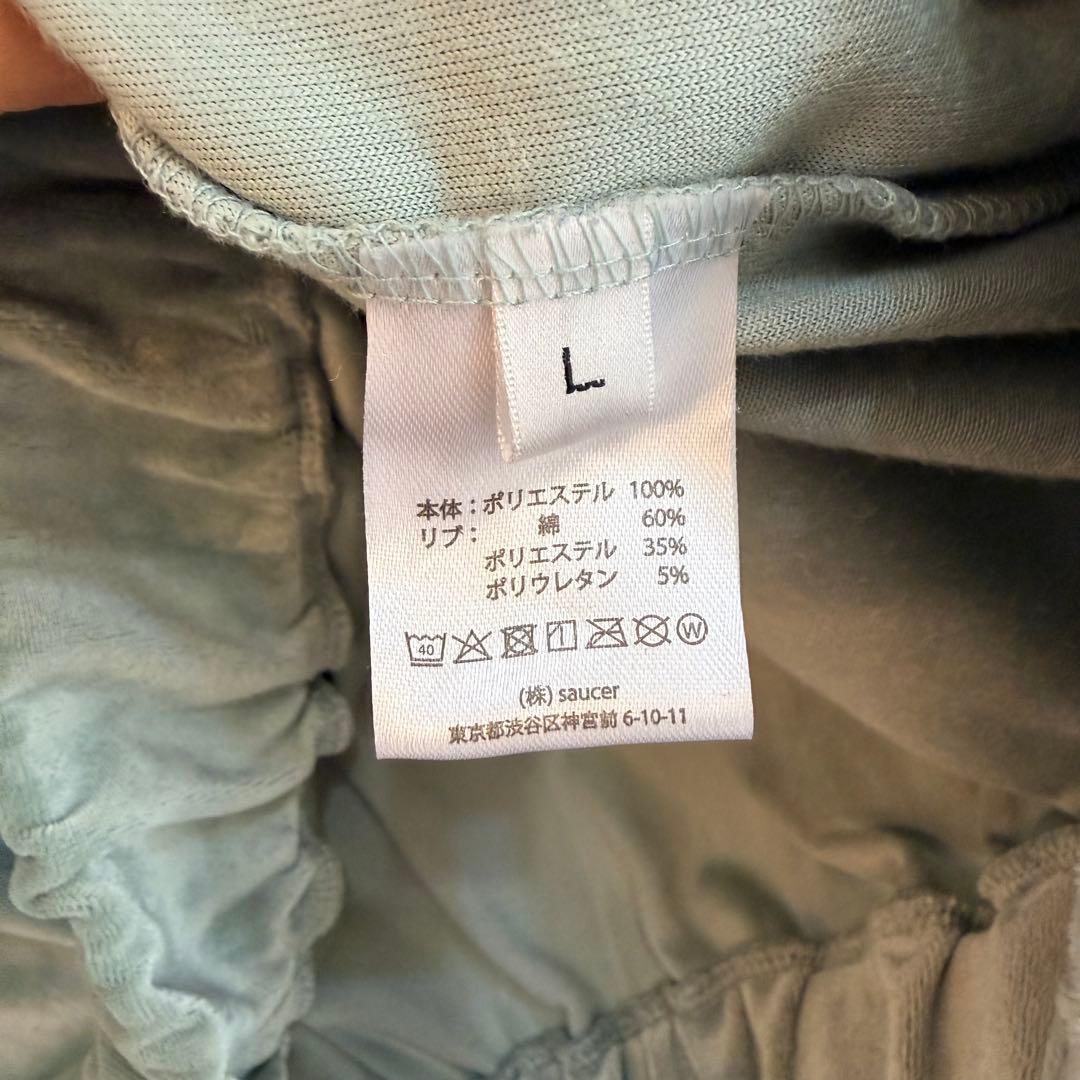 L
本体：ポリエステル 100%
リブ： 綿 60%
ポリエステル 35%
ポリウレタン 5%
40 W
(株) saucer
東京都渋谷区神宮前 6-10-11